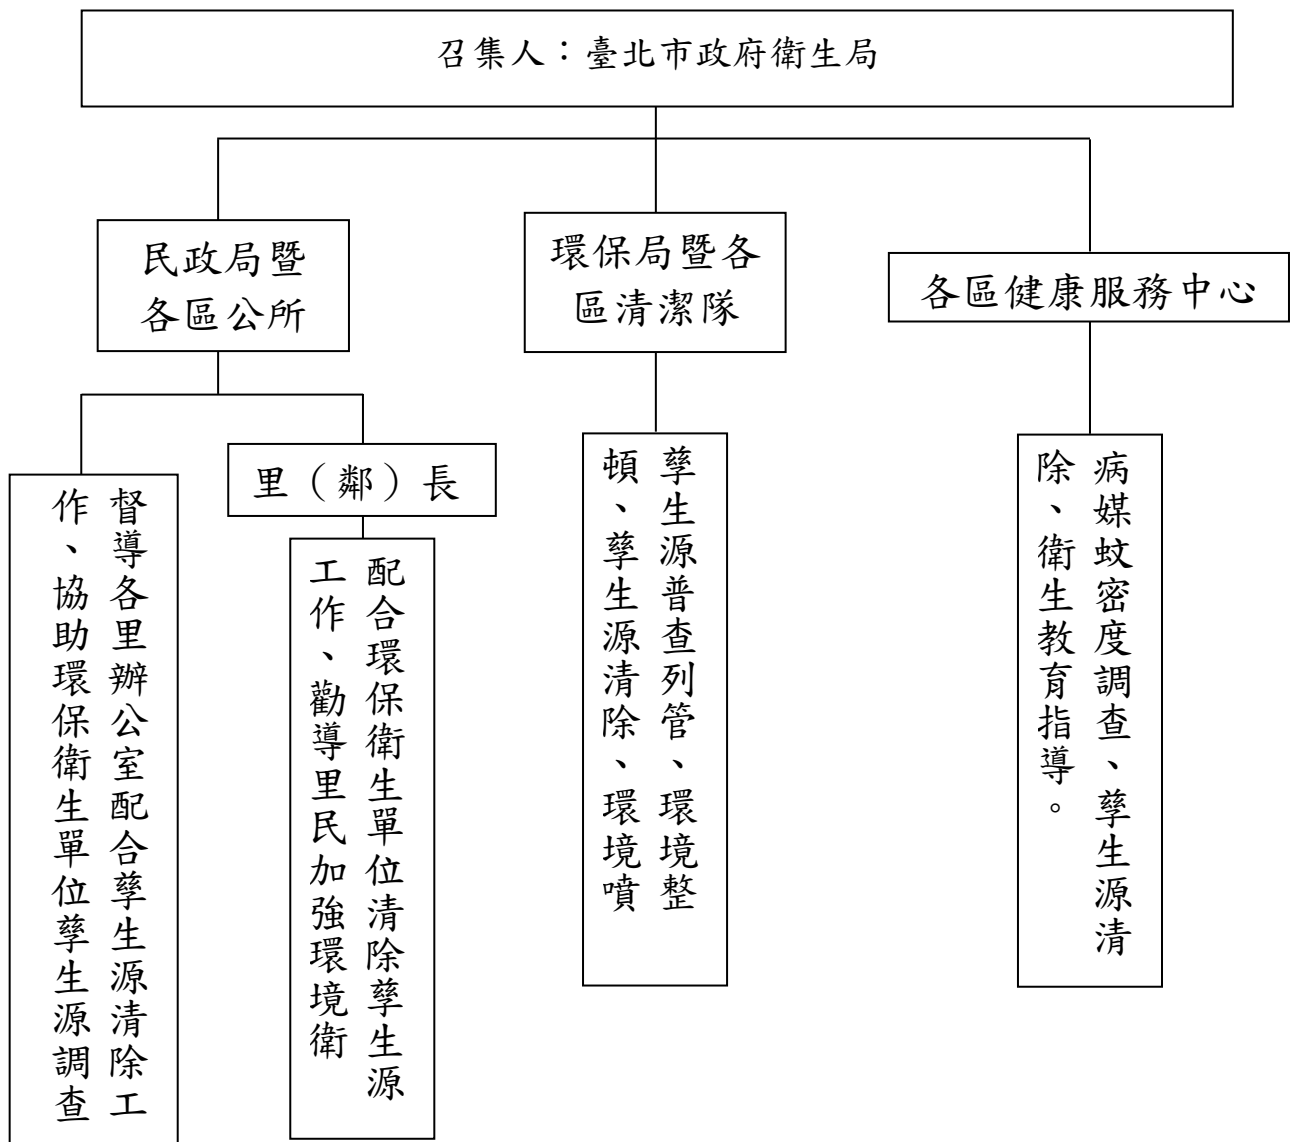 召集人：臺北市政府衛生局
民政局暨
各區公所
環保局暨各
區清潔隊
各區健康服務中心
里（鄰）長
督導各里辦公室配合孳生源清除工
作、協助環保衛生單位孳生源調查
配合環保衛生單位清除孳生源
工作、勸導里民加強環境衛
孳生源普查列管、環境整
頓、孳生源清除、環境噴
病媒蚊密度調查、孳生源清
除、衛生教育指導。